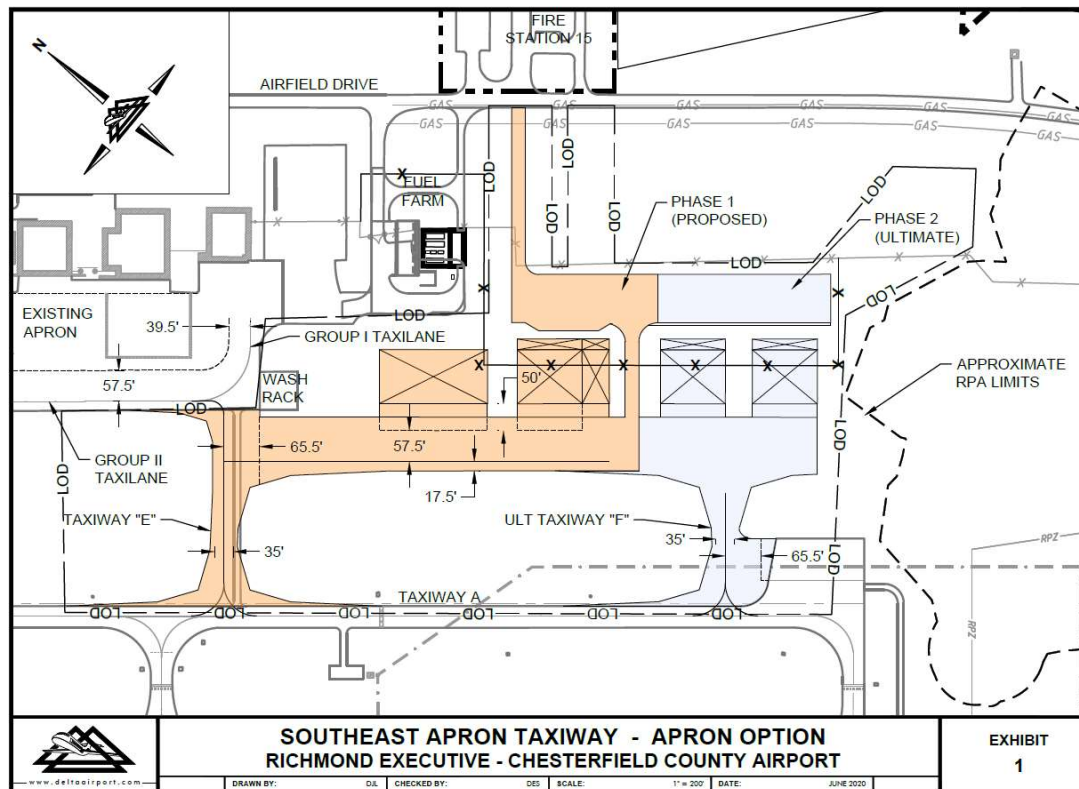 FIRE
STATION 15
N
AIRFIELD DRIVE
GAS GAS GAS GAS GAS GAS
GAS GAS GAS GAS GAS GAS
LOD
LOD
LOD
LOD
X
FUEL
FARM
PHASE 1
(PROPOSED)
PHASE 2
(ULTIMATE)
LOD
X
LOD
X
LOD
EXISTING
APRON
39.5'
GROUP I TAXILANE
57.5'
WASH
RACK
LOD
X X X X X
50'
APPROXIMATE
RPA LIMITS
LOD
GROUP II
TAXILANE
65.5'
57.5'
17.5'
LOD
TAXIWAY "E"
35'
ULT TAXIWAY "F"
35'
65.5'
LOD
RPZ
RPZ
TAXIWAY A
LOD LOD LOD LOD LOD LOD
www.deltaairport.com
SOUTHEAST APRON TAXIWAY - APRON OPTION
RICHMOND EXECUTIVE - CHESTERFIELD COUNTY AIRPORT
DRAWN BY: DJL CHECKED BY: DES SCALE: 1" = 200' DATE: JUNE 2020
EXHIBIT
1